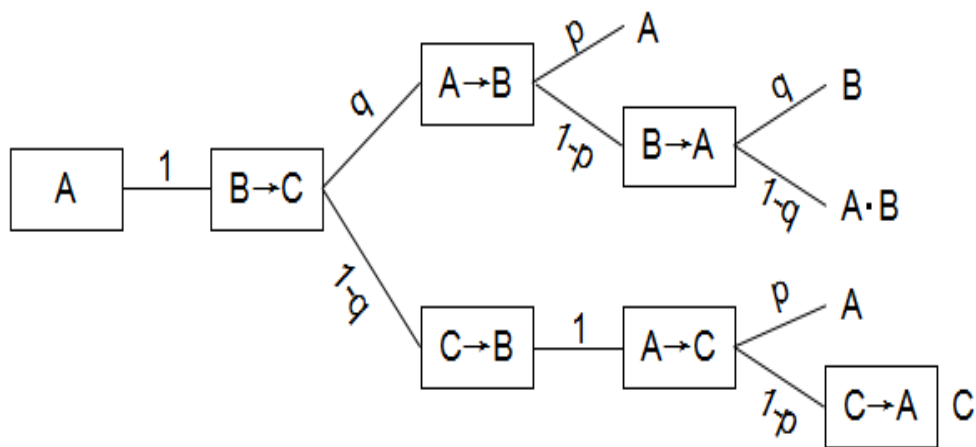 p A
A→B
q
q B
1-p
B→A
A 1 B→C
1-q A·B
1-q
p A
C→B 1 A→C
1-p
C→A C